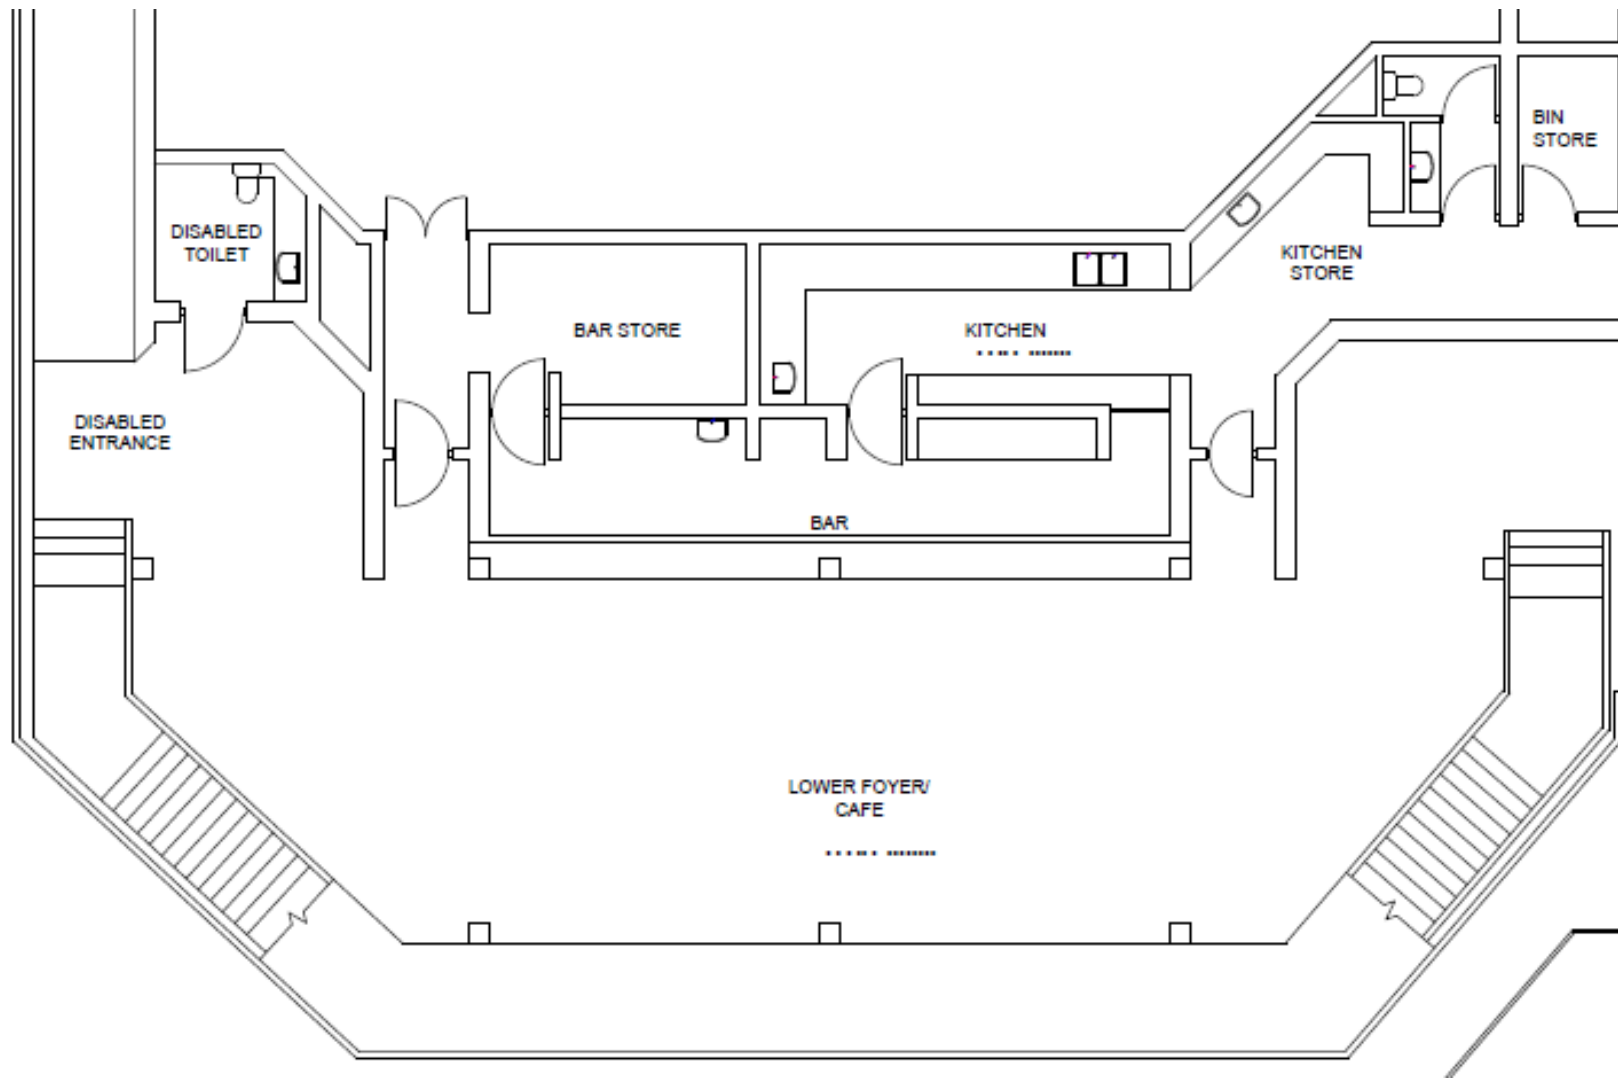 BIN
STORE
DISABLED
TOILET
KITCHEN
STORE
BAR STORE
KITCHEN
DISABLED
ENTRANCE
BAR
LOWER FOYER/
CAFE